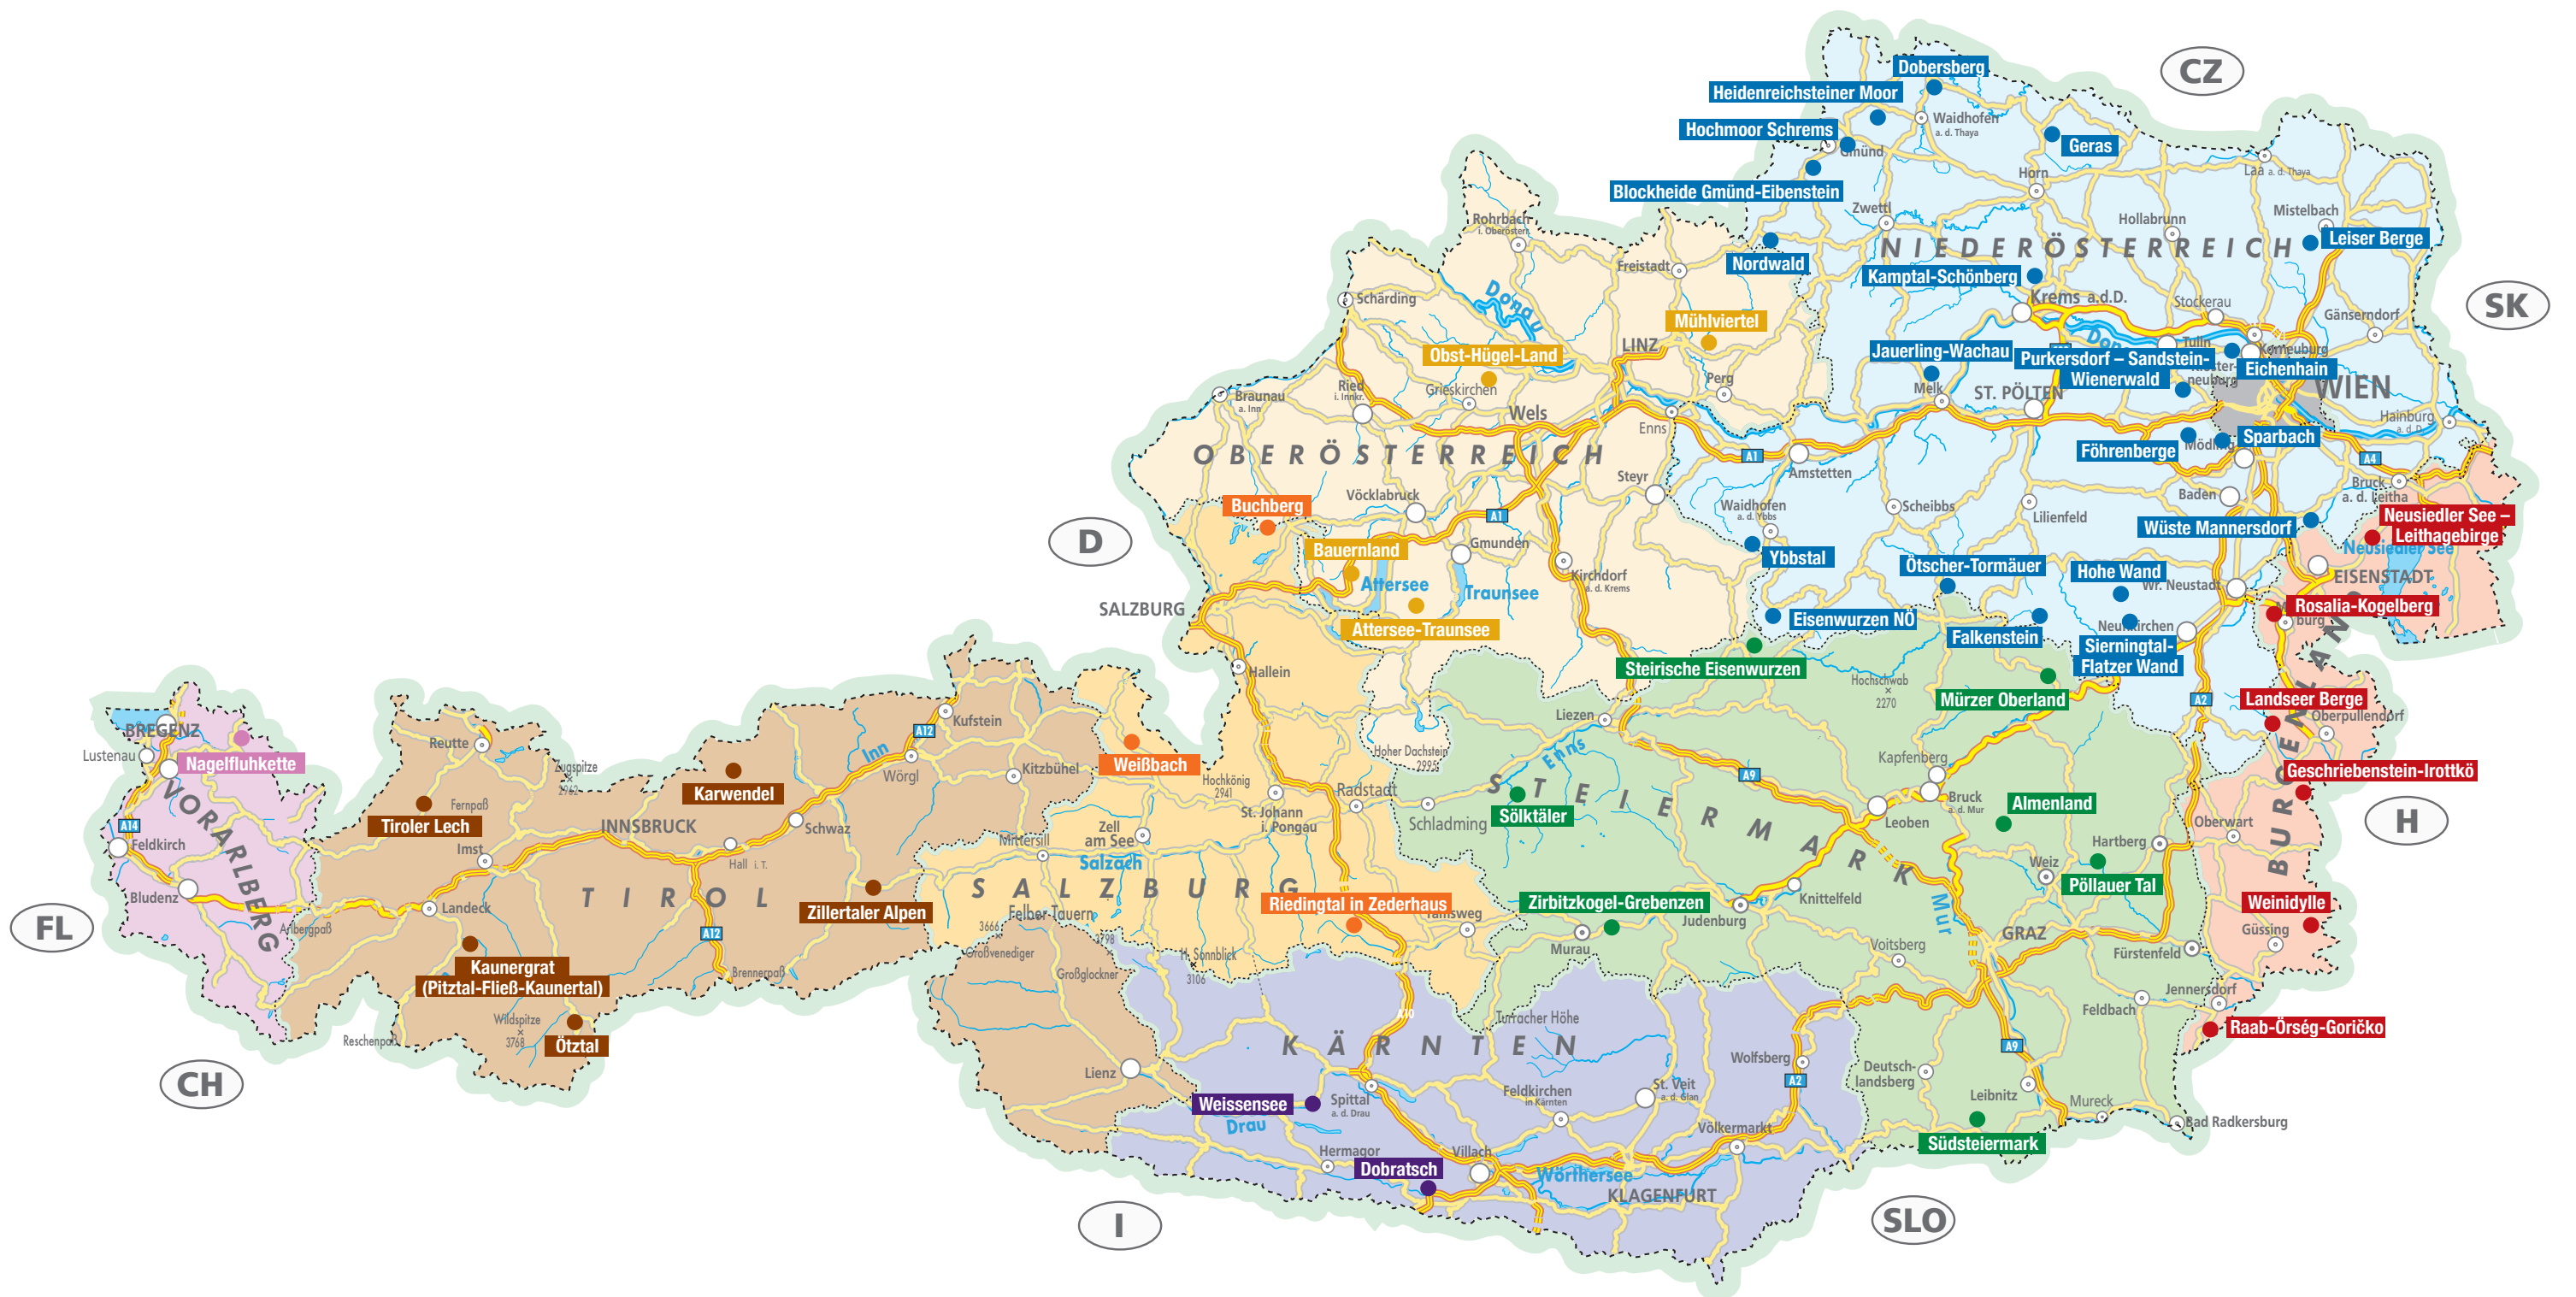 CZ
Dobersberg
Heidenreichsteiner Moor
Waidhofen
a. d. Thaya
Hochmoor Schrems
Gmünd
Geras
Laa a. d. Thaya
Blockheide Gmünd-Eibenstein
Horn
Zwettl
Hollabrunn
Mistelbach
Rohrbach
i. Oberösterr.
NIEDERÖSTERREICH
Leiser Berge
Freistadt
Nordwald
Kamptal-Schönberg
Schärding
Donau
Krems a.d.D.
Stockerau
Gänserndorf
SK
Mühlviertel
Obst-Hügel-Land
LINZ
Jauerling-Wachau
Purkersdorf – Sandstein-
Wienerwald
Tulln
Korneuburg
neuburg
Eichenhain
Ried
i. Innkr.
Grieskirchen
Perg
Melk
ST. PÖLTEN
WIEN
Braunau
a. Inn
Wels
Enns
Hainburg
a. d. D.
Sparbach
Mödling
Föhrenberge
OBERÖSTERREICH
A1
A4
Amstetten
Steyr
Vöcklabruck
Bruck
a. d. Leitha
Baden
Buchberg
A1
Waidhofen
a. d. Ybbs
Scheibbs
Lilienfeld
Neusiedler See –
Leithagebirge
Wüste Mannersdorf
D
Bauernland
Gmunden
Ybbstal
Neusiedler See
Ötscher-Tormäuer
Hohe Wand
Wr. Neustadt
EISENSTADT
Kirchdorf
a. d. Krems
Attersee
Traunsee
SALZBURG
Rosalia-Kogelberg
burg
Eisenwurzen NÖ
Attersee-Traunsee
Falkenstein
Neunkirchen
Sierningtal-
Flatzer Wand
Hallein
Steirische Eisenwurzen
Hochschwab
2270
Mürzer Oberland
A2
Landseer Berge
Oberpullendorf
BURGENLAND
Liezen
Kufstein
A12
BREGENZ
Lustenau
Nagelfluhkette
Reutte
Zugspitze
2962
Karwendel
Inn
Wörgl
Kitzbühel
Weißbach
Hochkönig
2941
Hoher Dachstein
2995
Enns
Kapfenberg
A9
Geschriebenstein-Irottkö
VORARLBERG
Tiroler Lech
Fernpaß
INNSBRUCK
Schwaz
St. Johann
i. Pongau
Radstadt
Schladming
Sölktäler
STEIERMARK
Bruck
a. d. Mur
Leoben
Almenland
Oberwart
H
A14
Feldkirch
Imst
Hall i. T.
Mittersill
Zell
am See
Salzach
Hartberg
Weiz
Pöllauer Tal
Bludenz
Landeck
TIROL
Zillertaler Alpen
SALZBURG
Riedingtal in Zederhaus
Tamsweg
Zirbitzkogel-Grebenzen
Judenburg
Knittelfeld
Weinidylle
Güssing
FL
Arlbergpaß
A12
Felber-Tauern
3666
Großvenediger
3798
Großglockner
H. Sonnblick
3106
Murau
Mur
Voitsberg
GRAZ
Fürstenfeld
Kaunergrat
(Pitztal-Fließ-Kaunertal)
Brennerpaß
Jennersdorf
Feldbach
Raab-Örség-Goričko
Reschenpaß
Wildspitze
3768
Ötztal
A10
Turracher Höhe
KÄRNTEN
CH
Lienz
Wolfsberg
A2
A9
Deutsch-
landsberg
Leibnitz
Mureck
Bad Radkersburg
Weissensee
Spittal
a. d. Drau
Feldkirchen
in Kärnten
St. Veit
a. d. Glan
Drau
Völkermarkt
Südsteiermark
Hermagor
Dobratsch
Villach
Wörthersee
KLAGENFURT
I
SLO